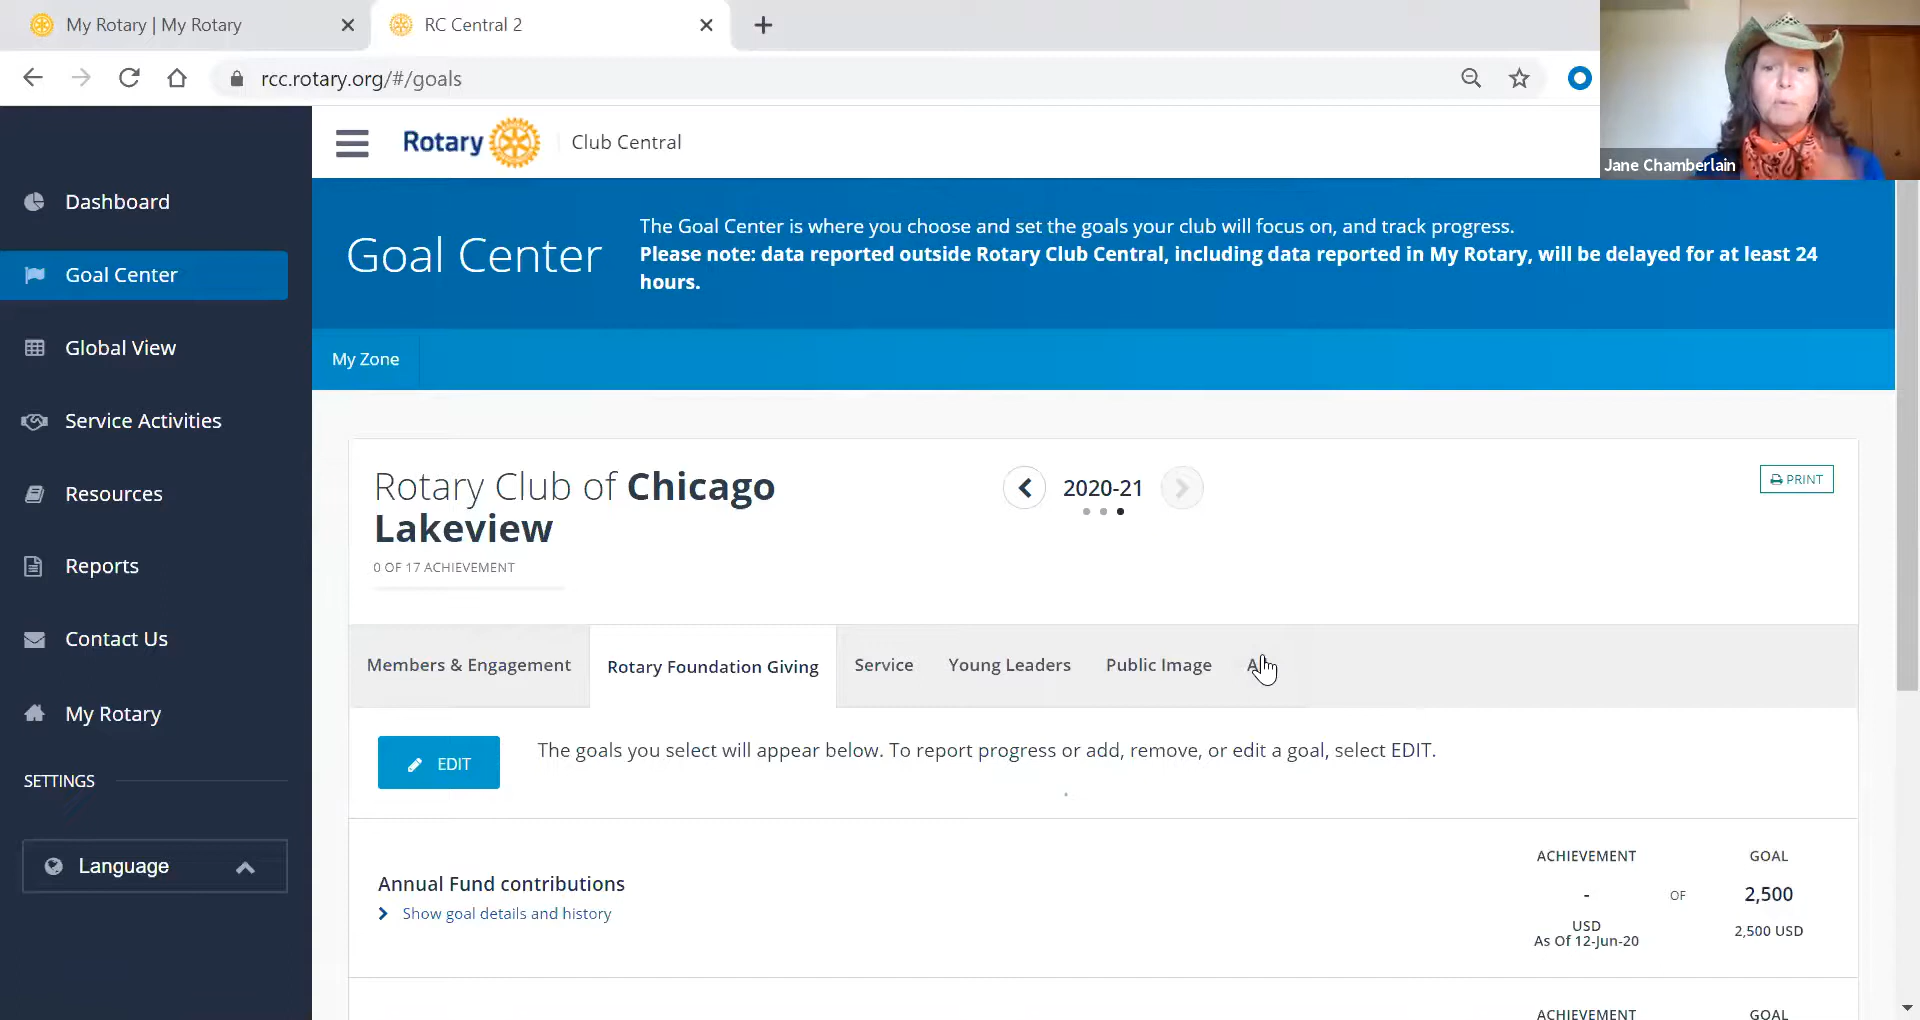 My Rotary | My Rotary
RC Central 2
rcc.rotary.org/#/goals
Rotary
Club Central
Jane Chamberlain
Dashboard
Goal Center
Global View
Service Activities
Resources
Reports
Contact Us
My Rotary
SETTINGS
Language
Goal Center
The Goal Center is where you choose and set the goals your club will focus on, and track progress.
Please note: data reported outside Rotary Club Central, including data reported in My Rotary, will be delayed for at least 24
hours.
My Zone
Rotary Club of Chicago
Lakeview
0 OF 17 ACHIEVEMENT
2020-21
PRINT
Members & Engagement
Rotary Foundation Giving
Service
Young Leaders
Public Image
EDIT
The goals you select will appear below. To report progress or add, remove, or edit a goal, select EDIT.
Annual Fund contributions
Show goal details and history
ACHIEVEMENT
-
USD
As Of 12-Jun-20
OF
GOAL
2,500
2,500 USD
ACHIEVEMENT
GOAL